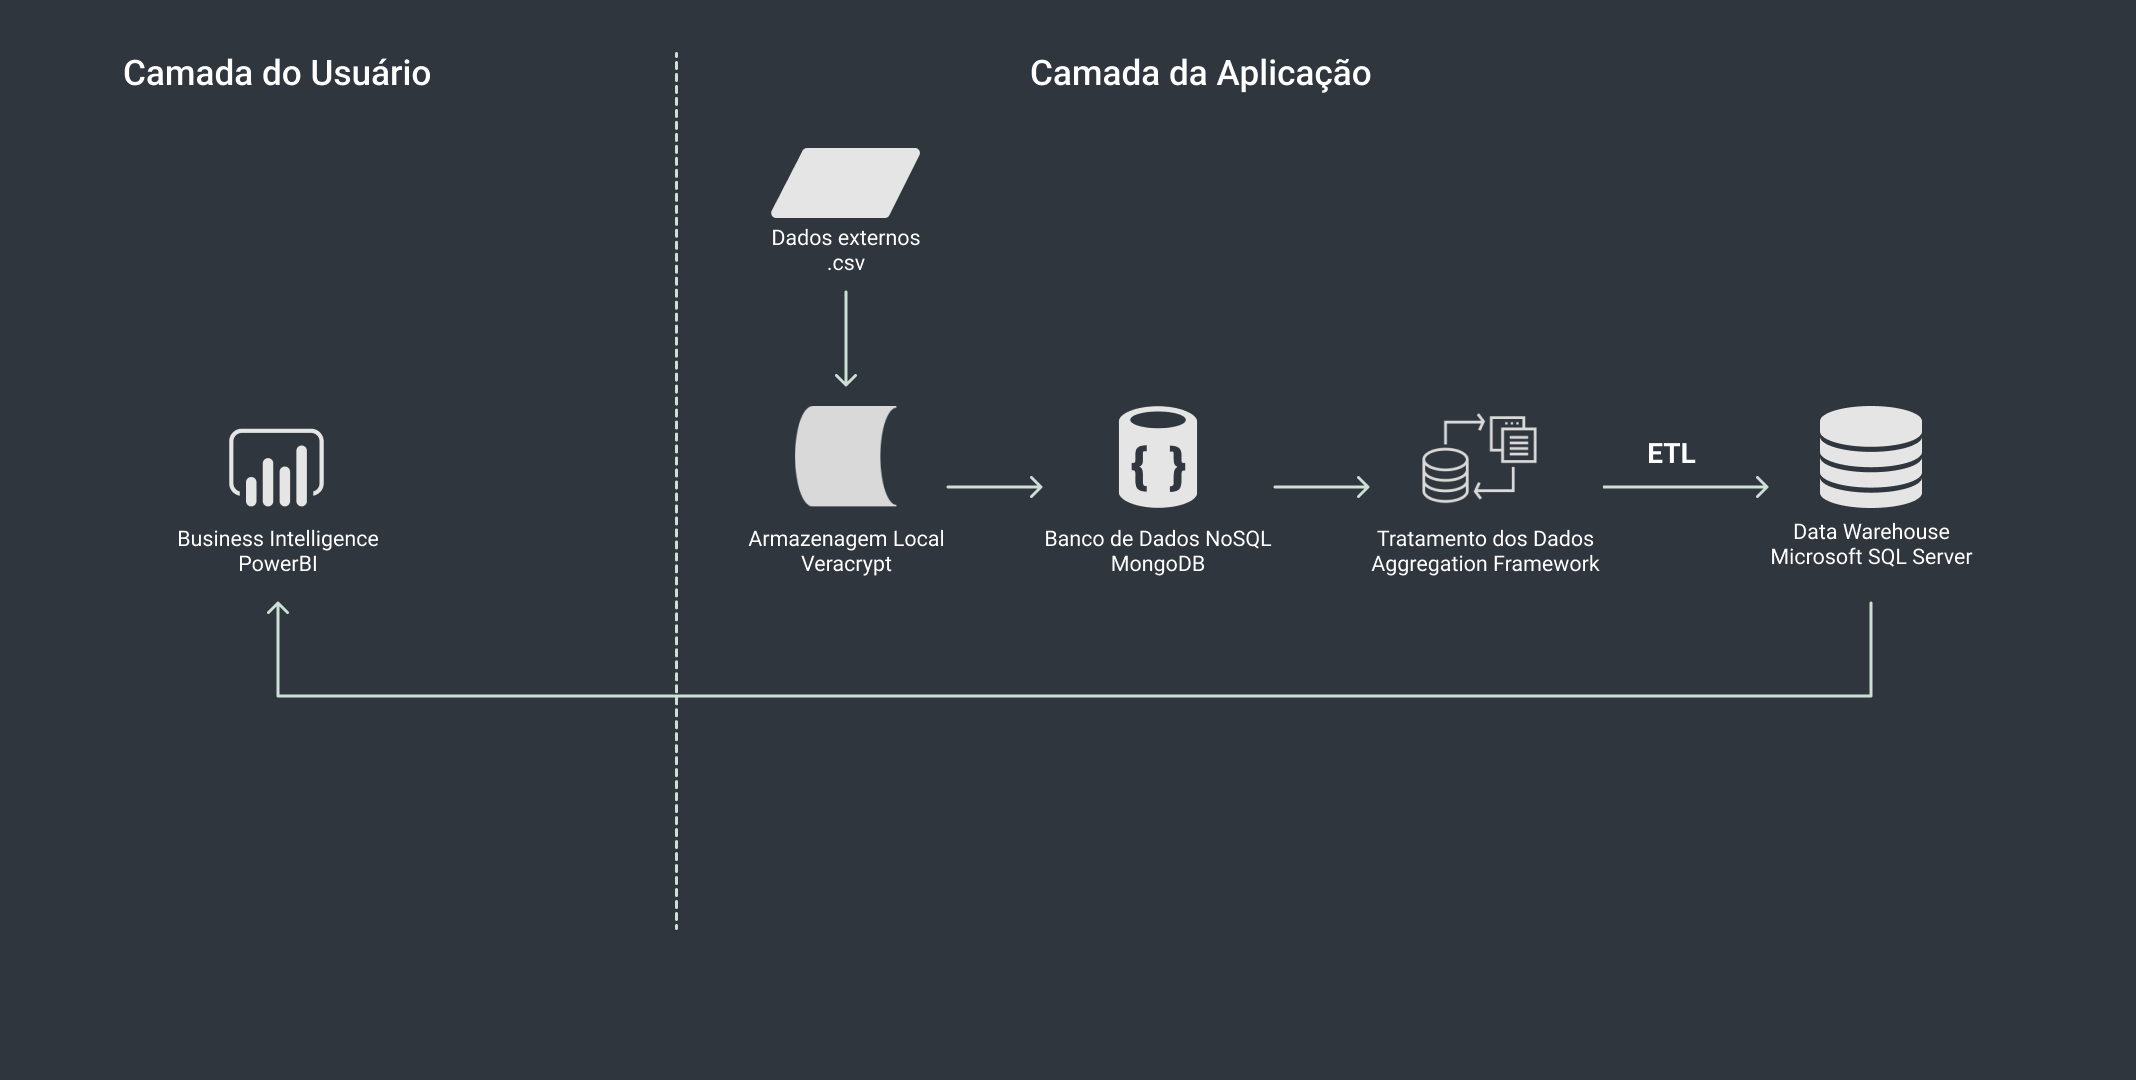 Camada do Usuário
Camada da Aplicação
Dados externos
.csv
Business Intelligence
PowerBI
Armazenagem Local
Veracrypt
Banco de Dados NoSQL
MongoDB
Tratamento dos Dados
Aggregation Framework
ETL
Data Warehouse
Microsoft SQL Server